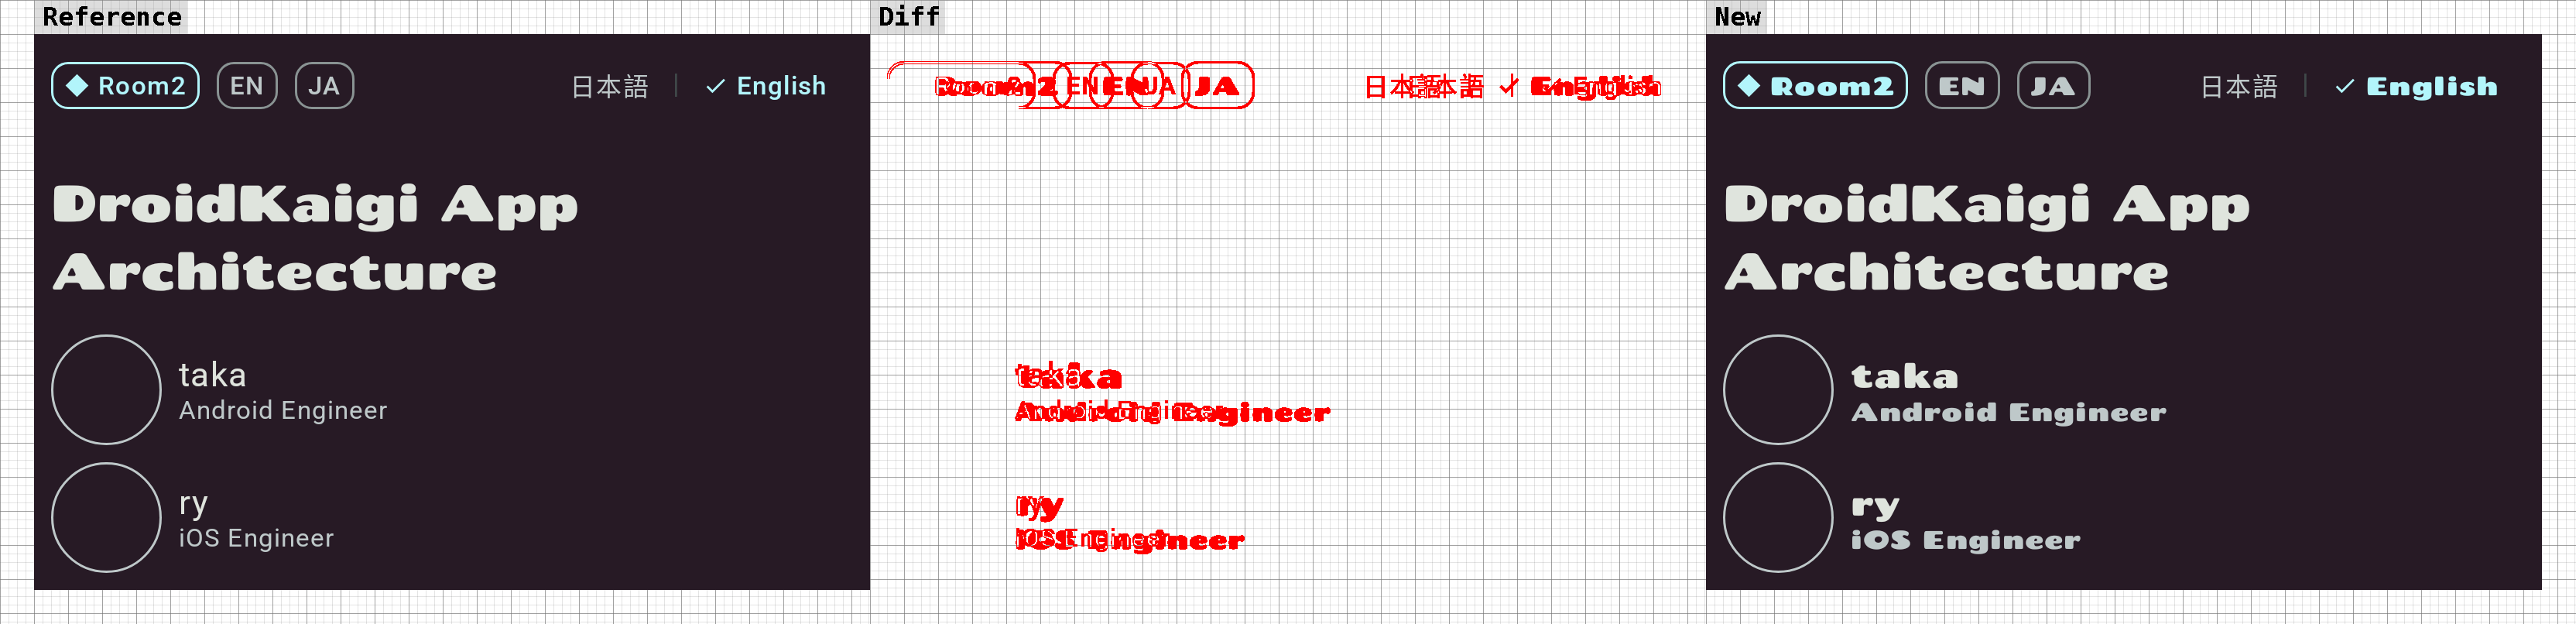 Reference
Room2 EN JA 日本語 English
DroidKaigi App
Architecture
taka
Android Engineer
ry
iOS Engineer
Diff
EN JA 日本語 English
taka
Android Engineer
ry
iOS Engineer
New
Room2 EN JA 日本語 English
DroidKaigi App
Architecture
taka
Android Engineer
ry
iOS Engineer